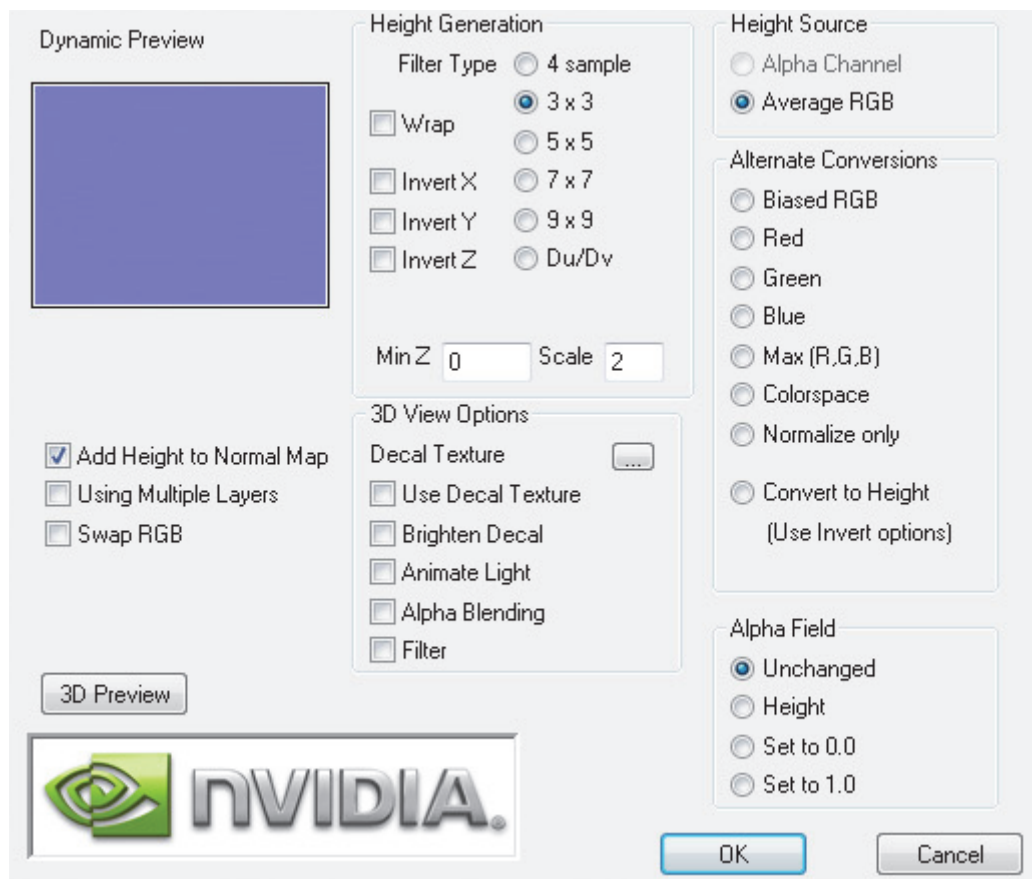 Dynamic Preview
Height Generation
Filter Type
4 sample
3 x 3
5 x 5
7 x 7
9 x 9
Du/Dv
Wrap
Invert X
Invert Y
Invert Z
Min Z 0 Scale 2
Add Height to Normal Map
Using Multiple Layers
Swap RGB
3D View Options
Decal Texture ...
Use Decal Texture
Brighten Decal
Animate Light
Alpha Blending
Filter
3D Preview
NVIDIA.®
Height Source
Alpha Channel
Average RGB
Alternate Conversions
Biased RGB
Red
Green
Blue
Max (R,G,B)
Colorspace
Normalize only
Convert to Height
(Use Invert options)
Alpha Field
Unchanged
Height
Set to 0.0
Set to 1.0
OK
Cancel